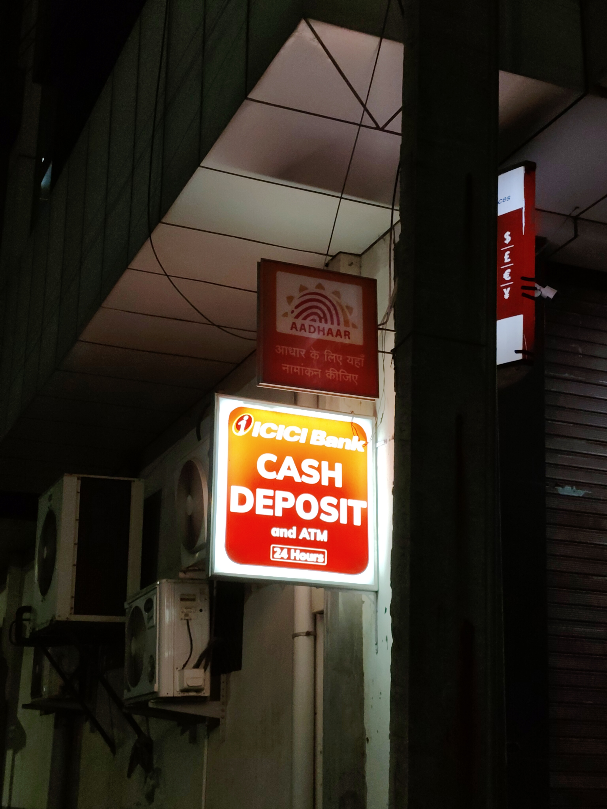 AADHAAR
आधार के लिए यहाँ
नामांकन कीजिए
ICICI Bank
CASH
DEPOSIT
and ATM
24 Hours
$
£
€
¥